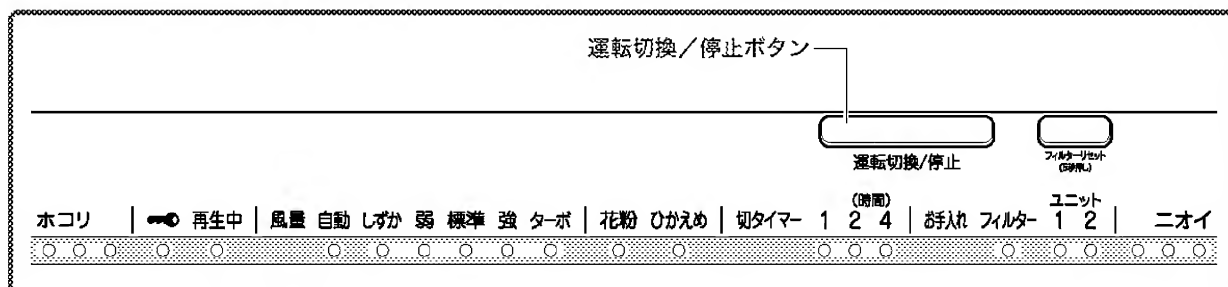 運転切換／停止ボタン
運転切換/停止
フィルターリセット
(5秒押し)
(時間)
ユニット
ホコリ 再生中 風量 自動 しずか 弱 標準 強 ターボ 花粉 ひかえめ 切タイマー 1 2 4 お手入れ フィルター 1 2 ニオイ